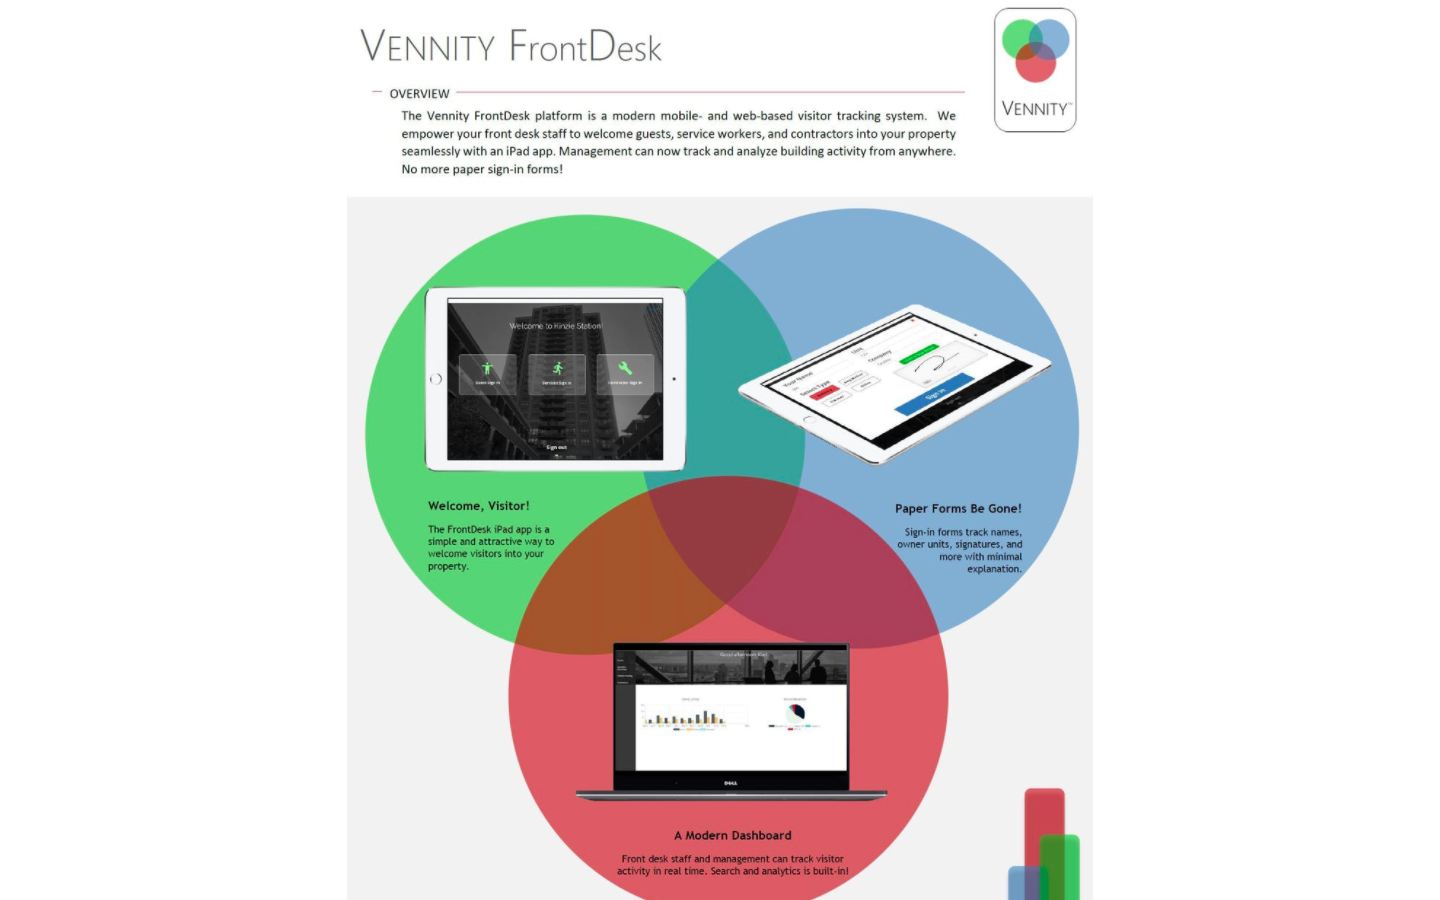 VENNITY FrontDesk
VENNITY™
OVERVIEW
The Vennity FrontDesk platform is a modern mobile- and web-based visitor tracking system. We
empower your front desk staff to welcome guests, service workers, and contractors into your property
seamlessly with an iPad app. Management can now track and analyze building activity from anywhere.
No more paper sign-in forms!
Welcome to Kinzie Station!
Sign out
Your Name
Company
Select Type
Sign in
Welcome, Visitor!
The FrontDesk iPad app is a
simple and attractive way to
welcome visitors into your
property.
Paper Forms Be Gone!
Sign-in forms track names,
owner units, signatures, and
more with minimal
explanation.
DELL
A Modern Dashboard
Front desk staff and management can track visitor
activity in real time. Search and analytics is built-in!